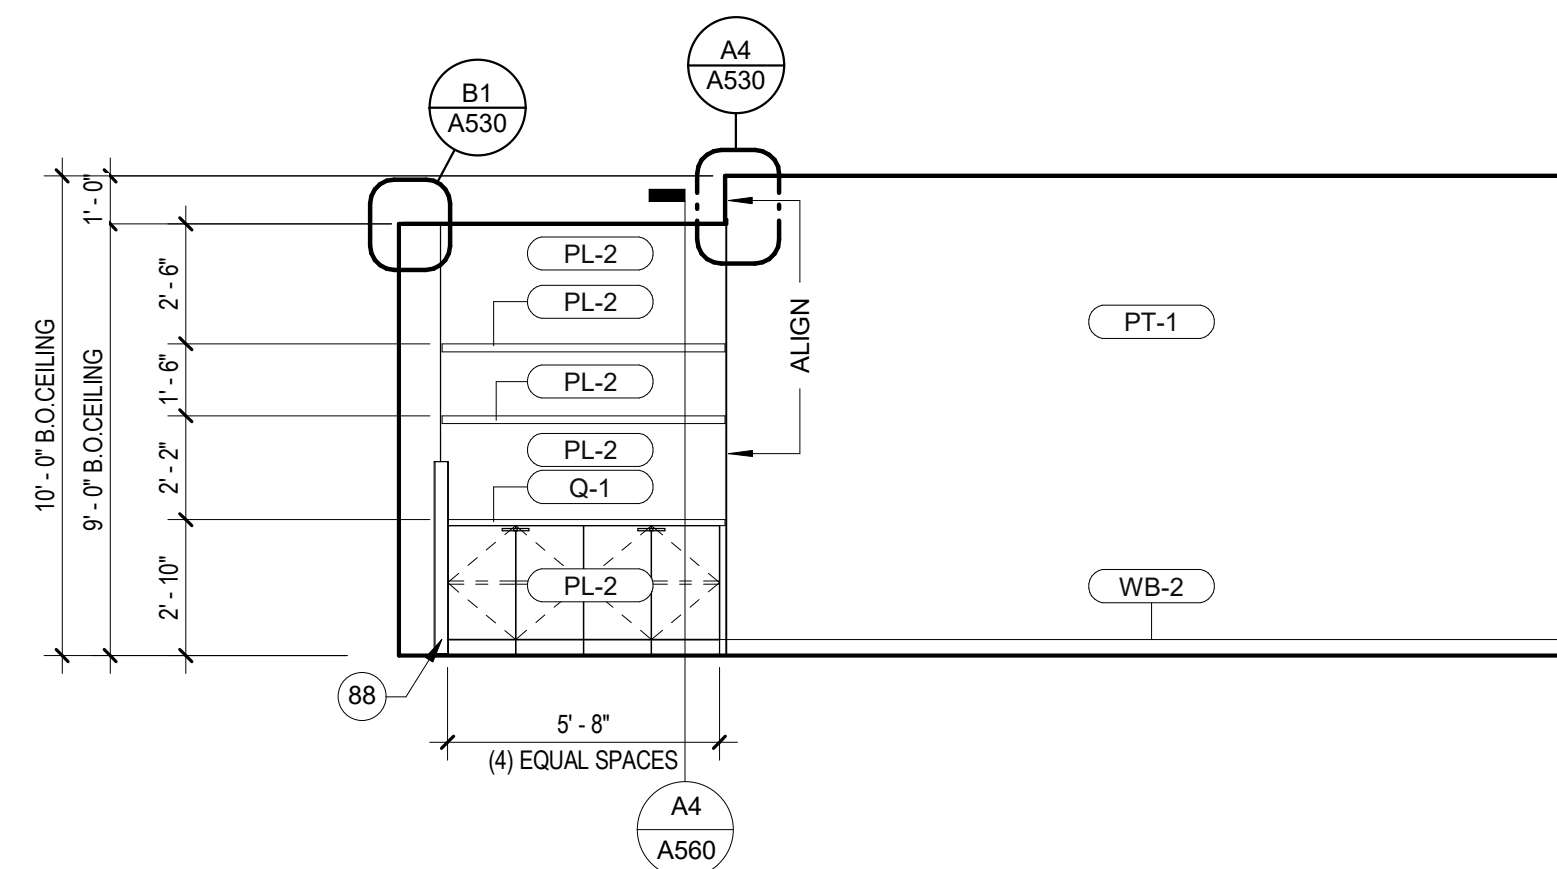 A4
A530
B1
A530
1' - 0"
10' - 0" B.O.CEILING
9' - 0" B.O.CEILING
2' - 6"
1' - 6"
2' - 2"
2' - 10"
PL-2
PL-2
PL-2
PL-2
Q-1
PL-2
ALIGN
PT-1
WB-2
88
5' - 8"
(4) EQUAL SPACES
A4
A560